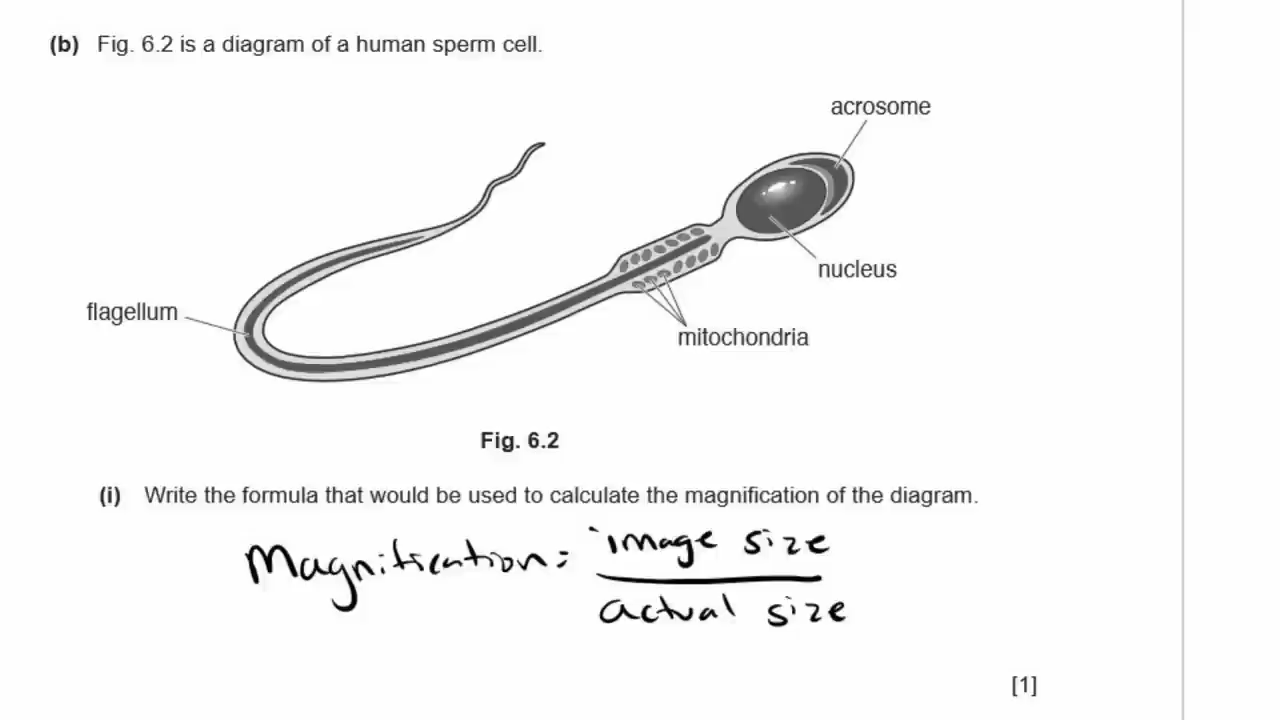 (b) Fig. 6.2 is a diagram of a human sperm cell.
acrosome
nucleus
flagellum
mitochondria
Fig. 6.2
(i) Write the formula that would be used to calculate the magnification of the diagram.
Magnification = image size
actual size
[1]